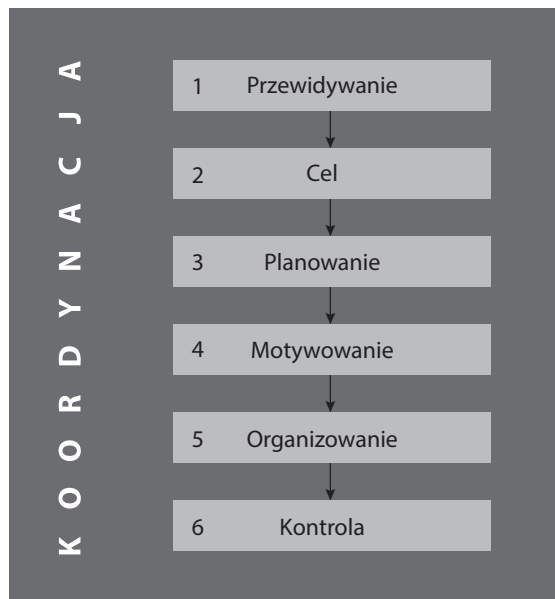 KOORDYNACJA
1 Przewidywanie
2 Cel
3 Planowanie
4 Motywowanie
5 Organizowanie
6 Kontrola